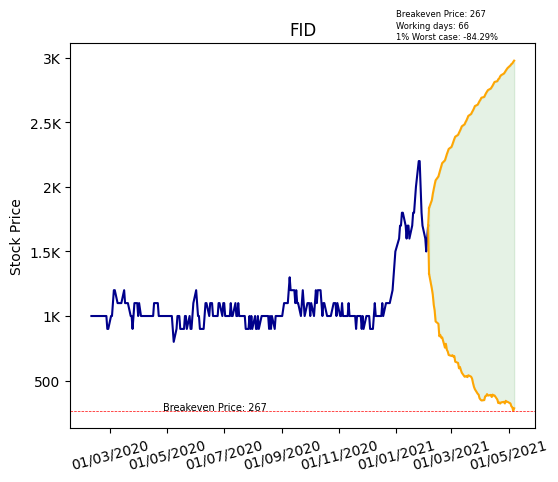 Breakeven Price: 267
Working days: 66
1% Worst case: -84.29%
FID
Stock Price
3K
2.5K
2K
1.5K
1K
500
Breakeven Price: 267
01/03/2020 01/05/2020 01/07/2020 01/09/2020 01/11/2020 01/01/2021 01/03/2021 01/05/2021